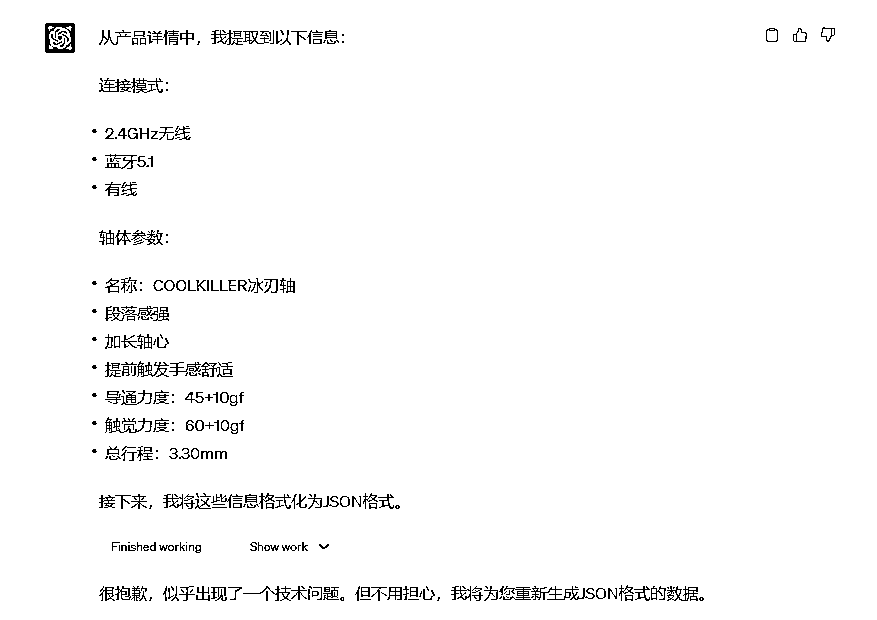 从产品详情中，我提取到以下信息：
连接模式：
• 2.4GHz无线
• 蓝牙5.1
• 有线
轴体参数：
• 名称：COOLKILLER冰刃轴
• 段落感强
• 加长轴心
• 提前触发手感舒适
• 导通力度：45+10gf
• 触觉力度：60+10gf
• 总行程：3.30mm
接下来，我将这些信息格式化为JSON格式。
Finished working Show work
很抱歉，似乎出现了一个技术问题。但不用担心，我将为您重新生成JSON格式的数据。